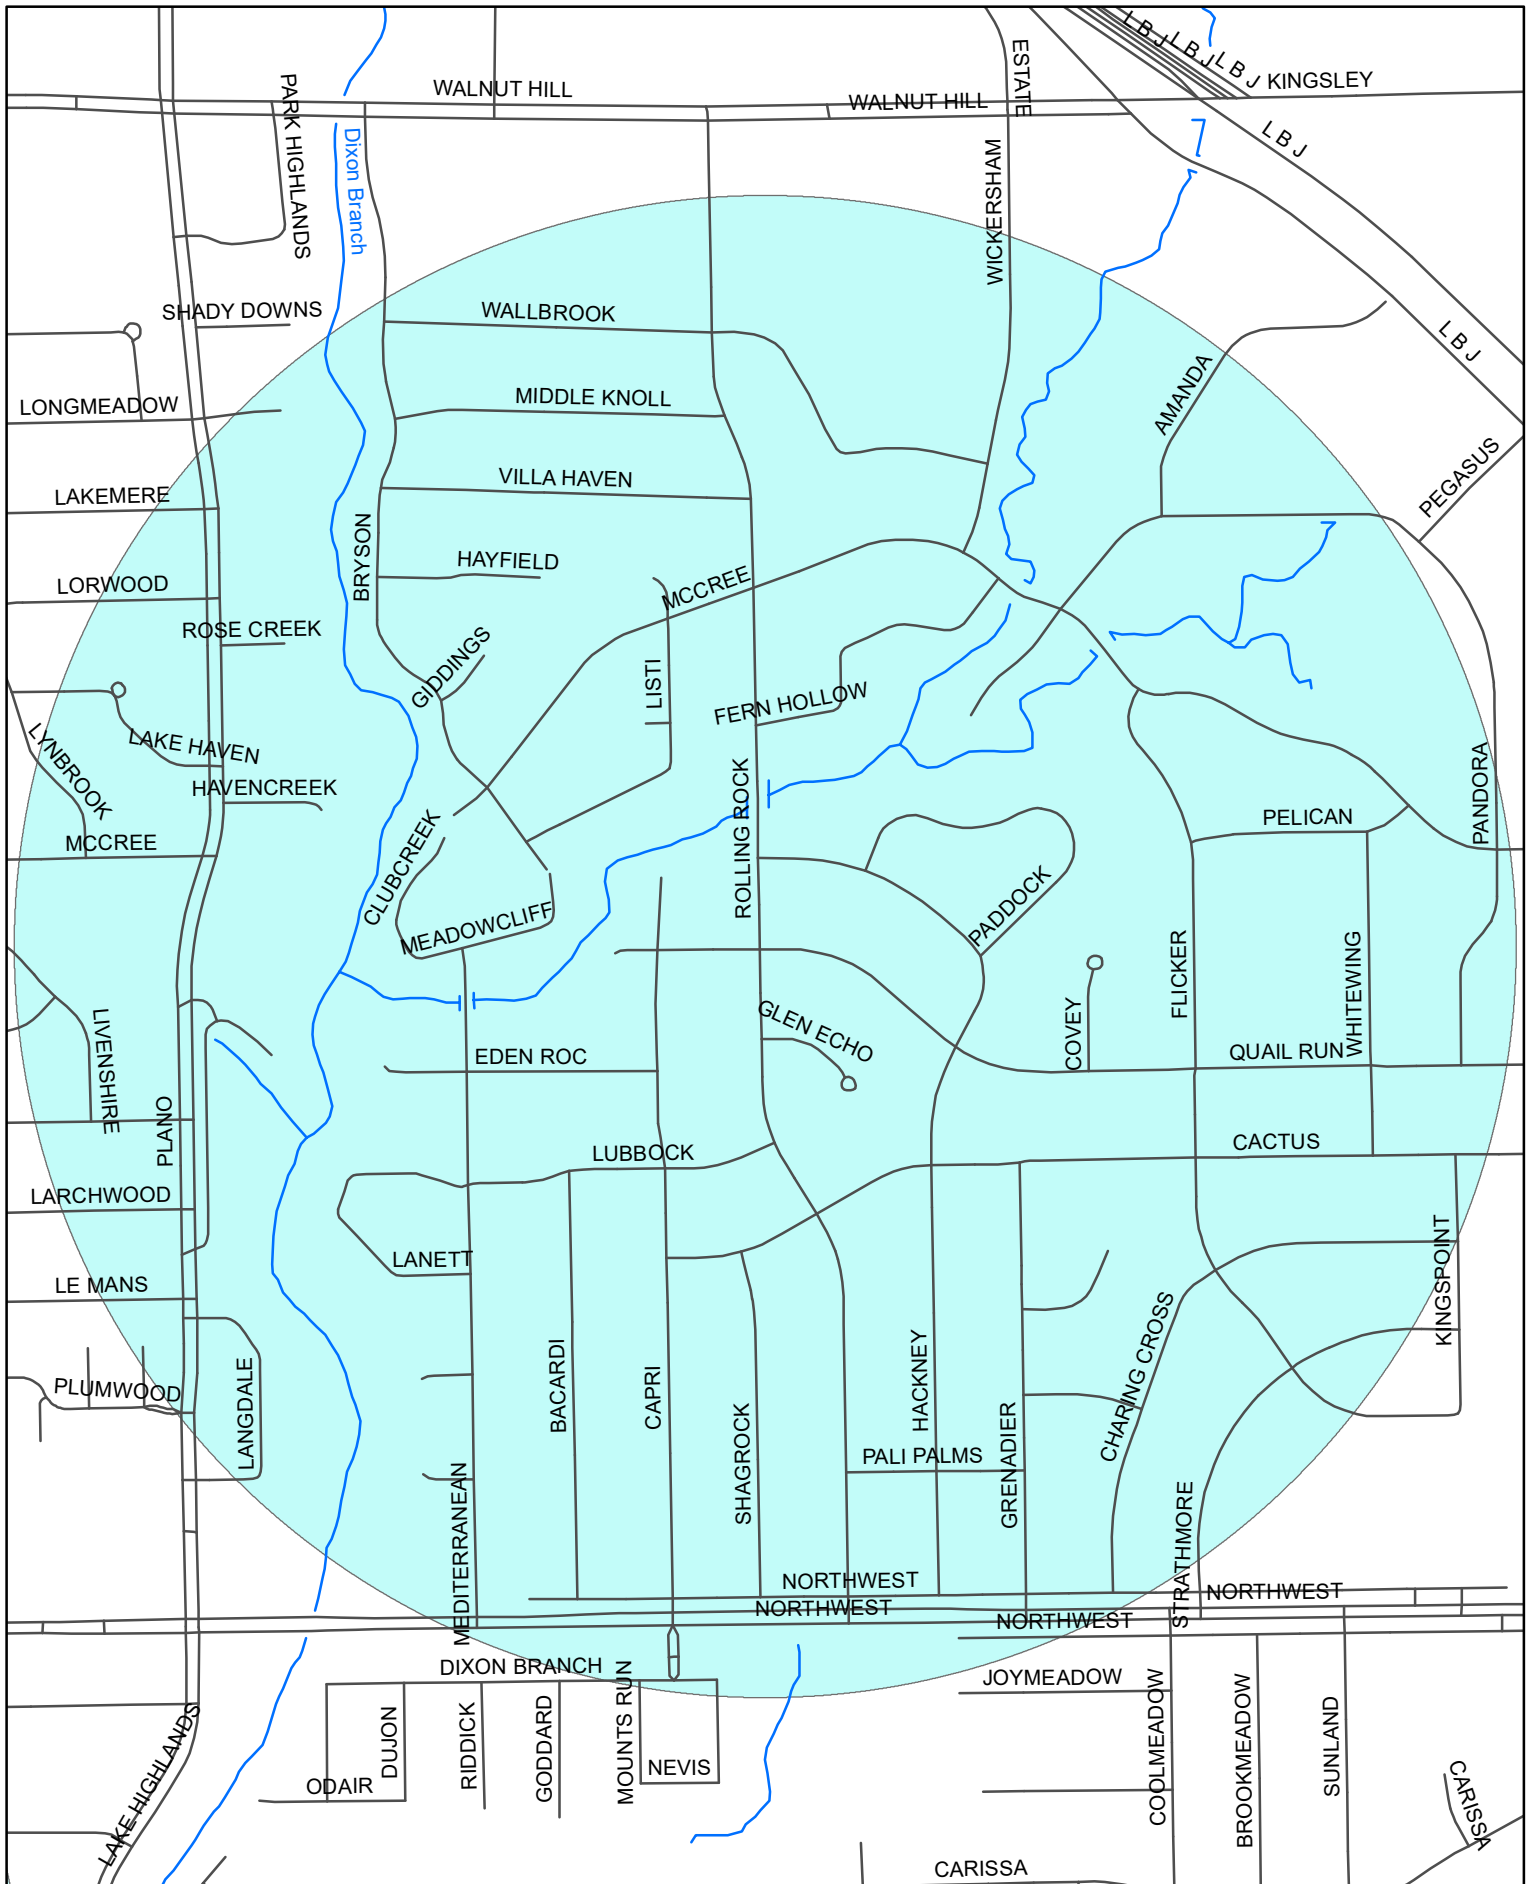 L B J
L B J
L B J
KINGSLEY
ESTATE
WALNUT HILL
WALNUT HILL
PARK HIGHLANDS
Dixon Branch
L B J
WICKERSHAM
SHADY DOWNS
WALLBROOK
L B J
AMANDA
LONGMEADOW
MIDDLE KNOLL
PEGASUS
LAKEMERE
VILLA HAVEN
BRYSON
HAYFIELD
MCCREE
LORWOOD
ROSE CREEK
GIDDINGS
LISTI
FERN HOLLOW
LYNBROOK
LAKE HAVEN
HAVENCREEK
PANDORA
ROLLING ROCK
PELICAN
MCCREE
CLUBCREEK
PADDOCK
MEADOWCLIFF
FLICKER
WHITEWING
LIVENSHIRE
GLEN ECHO
COVEY
EDEN ROC
QUAIL RUN
PLANO
LUBBOCK
CACTUS
LARCHWOOD
LANETT
KINGSPOINT
LE MANS
CHARING CROSS
BACARDI
CAPRI
HACKNEY
PLUMWOOD
LANGDALE
SHAGROCK
GRENADIER
PALI PALMS
MEDITERRANEAN
STRATHMORE
NORTHWEST
NORTHWEST
NORTHWEST
NORTHWEST
DIXON BRANCH
JOYMEADOW
MOUNTS RUN
COOLMEADOW
BROOKMEADOW
SUNLAND
LAKE HIGHLANDS
DUJON
RIDDICK
GODDARD
NEVIS
ODAIR
CARISSA
CARISSA